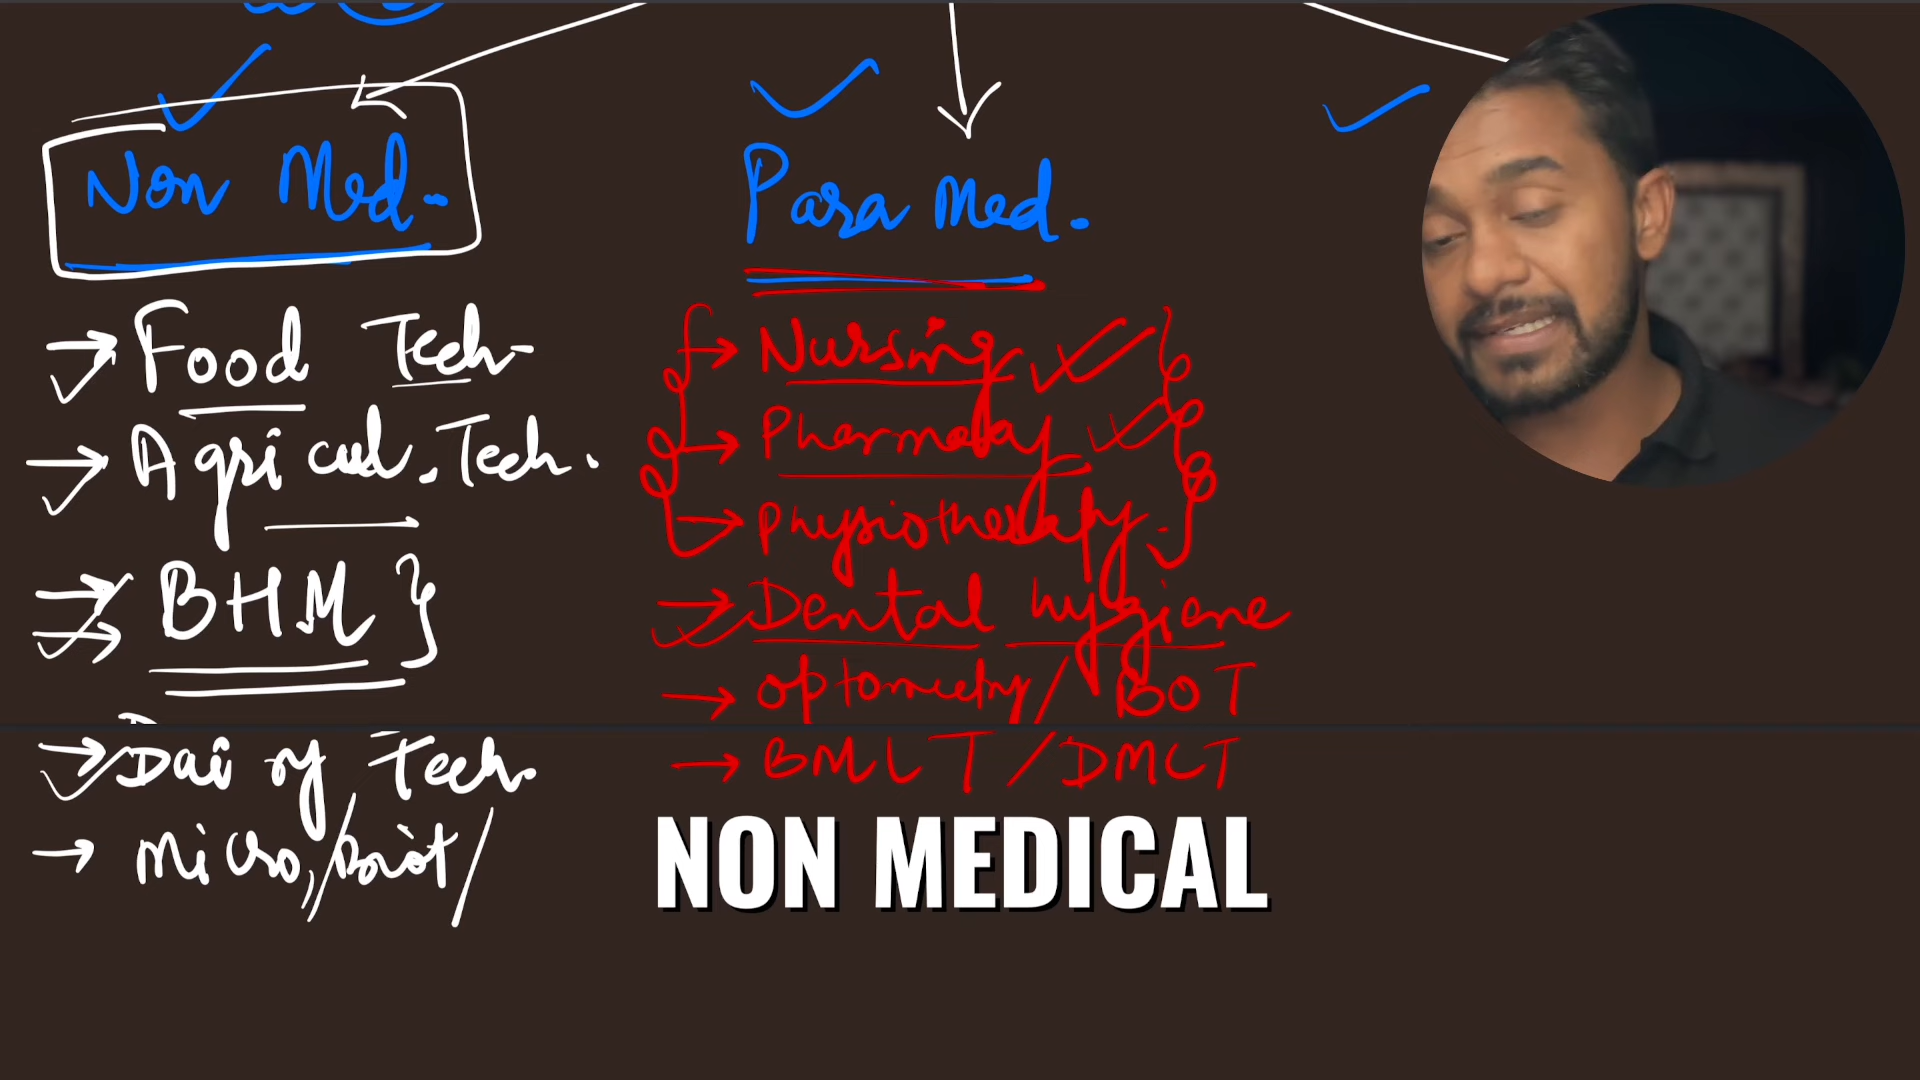 Non Med.
Food Tech.
Agricul. Tech.
BHM }
Dairy Tech.
Micro, /
Para Med.
Nursing
Pharmacy
Physiotherapy.
Dental hygiene
optometry/ BOT
BMLT/DMLT
NON MEDICAL